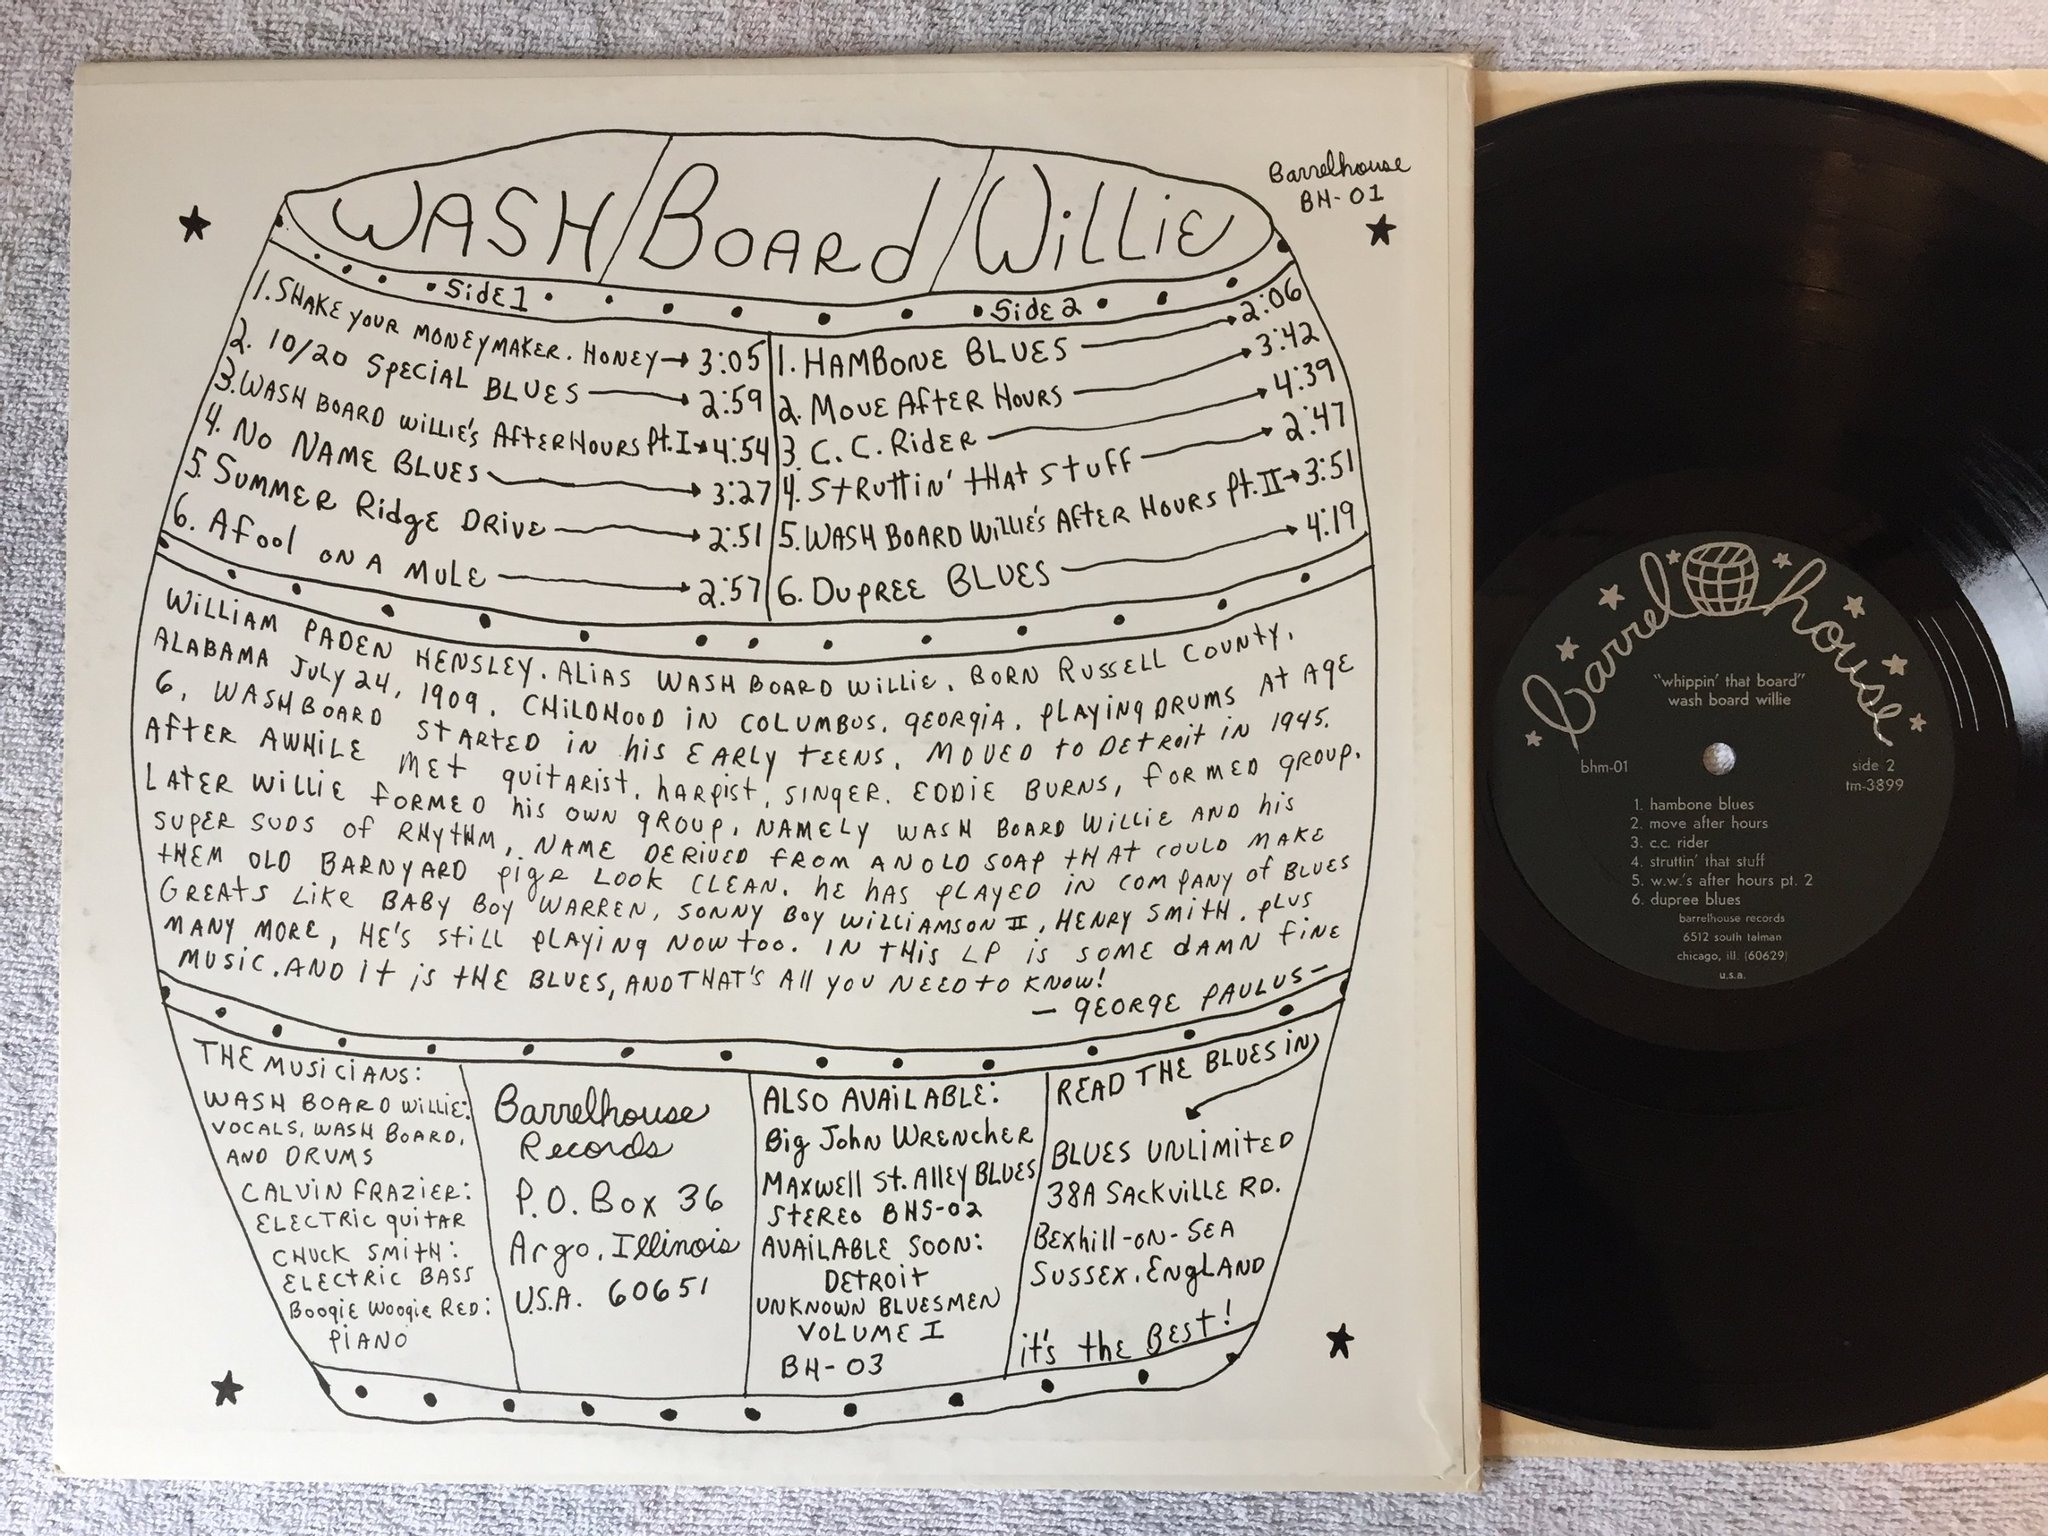 WASH BOARD WILLIE
Barrelhouse
BH-01
Side 1
1. SHAKE YOUR MONEYMAKER. HONEY → 3:05
2. 10/20 SPECIAL BLUES → 2:59
3. WASH BOARD WILLIE'S AFTER HOURS Pt. I → 4:54
4. NO NAME BLUES → 3:27
5. SUMMER RIDGE DRIVE → 2:51
6. A FOOL ON A MULE → 2:57
Side 2
1. HAMBONE BLUES → 2:06
2. MOVE AFTER HOURS → 3:42
3. C. C. RIDER → 4:39
4. STRUTTIN' THAT STUFF → 2:47
5. WASH BOARD WILLIE'S AFTER HOURS Pt. II → 3:51
6. DUPREE BLUES → 4:19
WILLIAM PADEN HENSLEY. ALIAS WASH BOARD WILLIE. BORN RUSSELL COUNTY,
ALABAMA JULY 24, 1909. CHILDHOOD IN COLUMBUS, GEORGIA. PLAYING DRUMS AT AGE
6, WASHBOARD STARTED IN HIS EARLY TEENS. MOVED TO DETROIT IN 1945.
AFTER AWHILE MET GUITARIST, HARPIST, SINGER. EDDIE BURNS, FORMED GROUP.
LATER WILLIE FORMED HIS OWN GROUP, NAMELY WASH BOARD WILLIE AND HIS
SUPER SUDS OF RHYTHM, NAME DERIVED FROM AN OLD SOAP THAT COULD MAKE
THEM OLD BARNYARD PIGR LOOK CLEAN. HE HAS PLAYED IN COMPANY OF BLUES
GREATS LIKE BABY BOY WARREN, SONNY BOY WILLIAMSON II, HENRY SMITH. PLUS
MANY MORE, HE'S STILL PLAYING NOW TOO. IN THIS LP IS SOME DAMN FINE
MUSIC. AND IT IS THE BLUES, AND THAT'S ALL YOU NEED TO KNOW!
— GEORGE PAULUS —
THE MUSICIANS:
WASH BOARD WILLIE:
VOCALS, WASH BOARD,
AND DRUMS
CALVIN FRAZIER:
ELECTRIC GUITAR
CHUCK SMITH:
ELECTRIC BASS
BOOGIE WOOGIE RED:
PIANO
Barrelhouse
Records
P.O. Box 36
Argo, Illinois
U.S.A. 60651
ALSO AVAILABLE:
Big John WRENCHER
MAXWELL St. Alley BLUES
STEREO BHS-02
AVAILABLE SOON:
DETROIT
UNKNOWN BLUESMEN
VOLUME I
BH-03
READ THE BLUES IN
BLUES UNLIMITED
38A SACKVILLE RD.
BEXHILL-ON-SEA
SUSSEX, ENGLAND
it's the BEST!
barrel house
"whippin' that board"
wash board willie
bhm-01
side 2
tm-3899
1. hambone blues
2. move after hours
3. c.c. rider
4. struttin' that stuff
5. w.w.'s after hours pt. 2
6. dupree blues
barrelhouse records
6512 south talman
chicago, ill. (60629)
u.s.a.